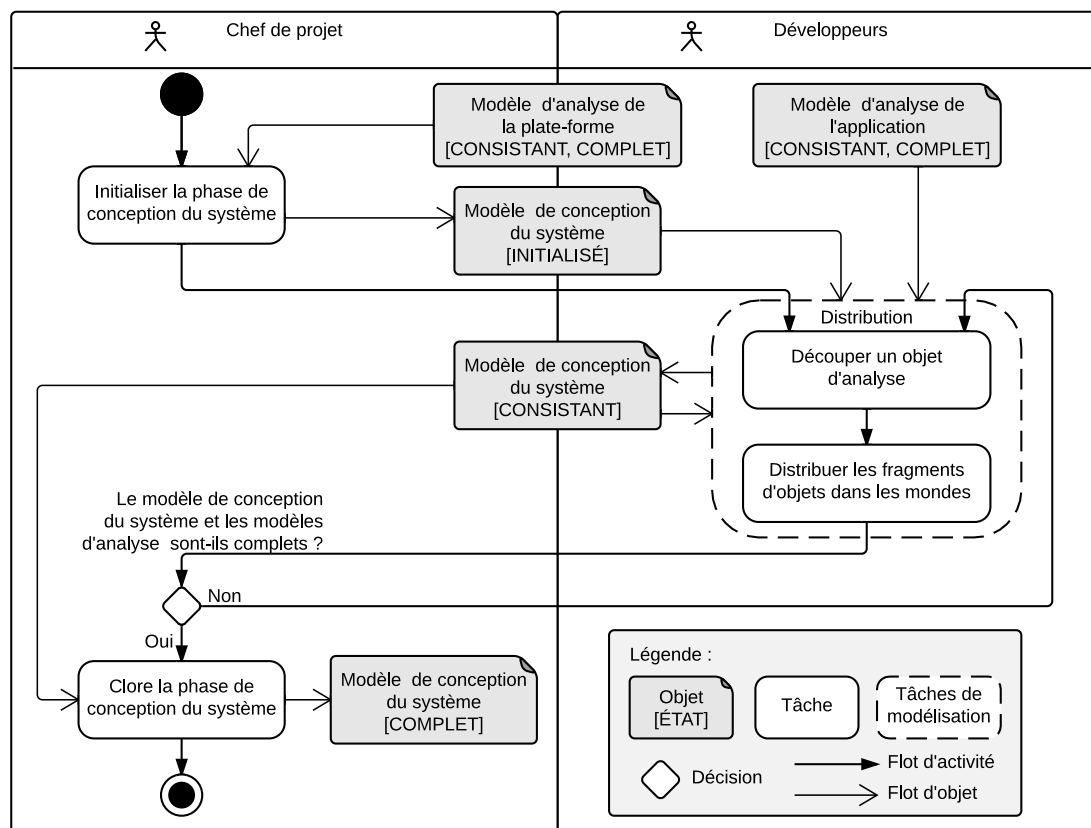 Chef de projet
Développeurs
Modèle d'analyse de
la plate-forme
[CONSISTANT, COMPLET]
Modèle d'analyse de
l'application
[CONSISTANT, COMPLET]
Initialiser la phase de
conception du système
Modèle de conception
du système
[INITIALISÉ]
Distribution
Découper un objet
d'analyse
Modèle de conception
du système
[CONSISTANT]
Distribuer les fragments
d'objets dans les mondes
Le modèle de conception
du système et les modèles
d'analyse sont-ils complets ?
Non
Oui
Clore la phase de
conception du système
Modèle de conception
du système
[COMPLET]
Légende :
Objet
[ÉTAT]
Tâche
Tâches de
modélisation
Décision
Flot d'activité
Flot d'objet